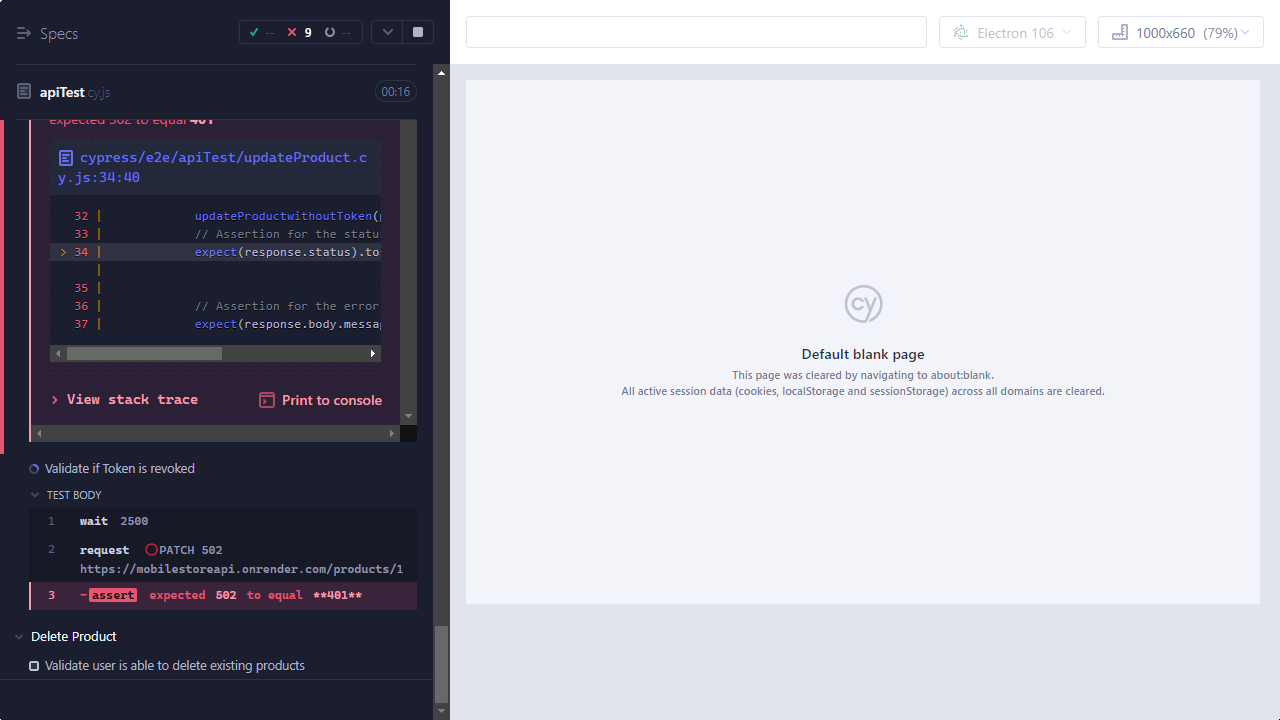 Specs
-- 9 --
Electron 106
1000x660 (79%)
apiTest.cy.js
00:16
expected 502 to equal 401
cypress/e2e/apiTest/updateProduct.c
y.js:34:40
32 | updateProductwithoutToken(
33 | // Assertion for the statu
> 34 | expect(response.status).to
|
35 |
36 | // Assertion for the error
37 | expect(response.body.messa
> View stack trace
Print to console
Validate if Token is revoked
TEST BODY
1 wait 2500
2 request PATCH 502
https://mobilestoreapi.onrender.com/products/1
3 -assert expected 502 to equal **401**
Delete Product
Validate user is able to delete existing products
cy
Default blank page
This page was cleared by navigating to about:blank.
All active session data (cookies, localStorage and sessionStorage) across all domains are cleared.